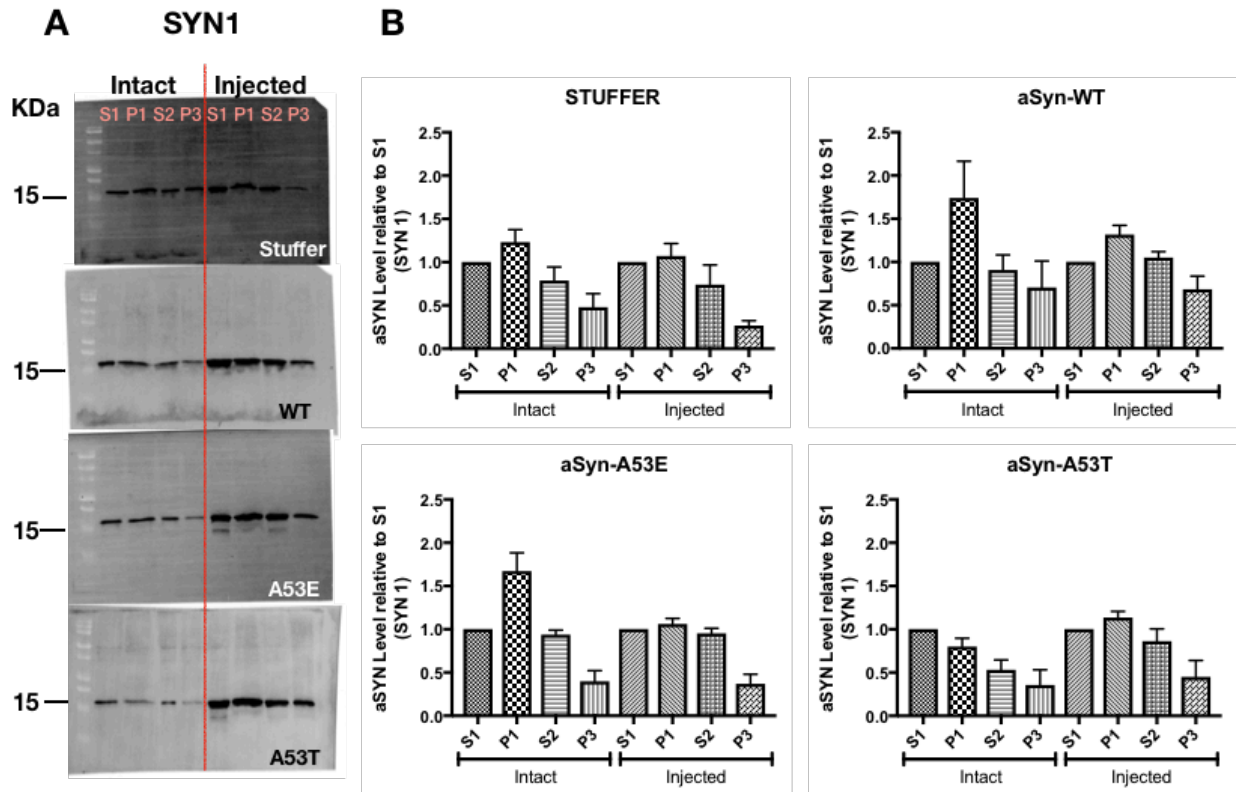 A
SYN1
B
Intact
Injected
KDa
S1 P1 S2 P3 S1 P1 S2 P3
15
Stuffer
15
WT
15
A53E
15
A53T
STUFFER
aSYN Level relative to S1
(SYN 1)
2.5
2.0
1.5
1.0
0.5
0.0
S1 P1 S2 P3 S1 P1 S2 P3
Intact
Injected
aSyn-WT
aSYN Level relative to S1
(SYN 1)
2.5
2.0
1.5
1.0
0.5
0.0
S1 P1 S2 P3 S1 P1 S2 P3
Intact
Injected
aSyn-A53E
aSYN Level relative to S1
(SYN 1)
2.5
2.0
1.5
1.0
0.5
0.0
S1 P1 S2 P3 S1 P1 S2 P3
Intact
Injected
aSyn-A53T
aSYN Level relative to S1
(SYN 1)
2.5
2.0
1.5
1.0
0.5
0.0
S1 P1 S2 P3 S1 P1 S2 P3
Intact
Injected